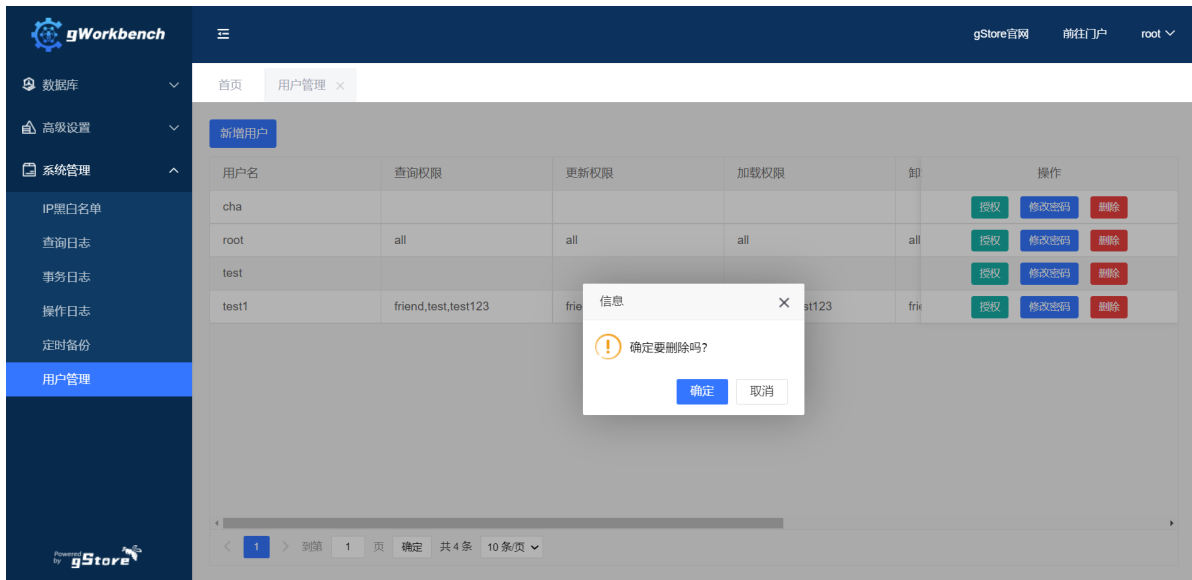 gWorkbench
gStore官网 前往门户 root
数据库
高级设置
系统管理
IP黑白名单
查询日志
事务日志
操作日志
定时备份
用户管理
Powered by gStore
首页 用户管理
新增用户
用户名 查询权限 更新权限 加载权限 卸 操作
cha 授权 修改密码 删除
root all all all all 授权 修改密码 删除
test 授权 修改密码 删除
test1 friend,test,test123 frie st123 frie 授权 修改密码 删除
信息
确定要删除吗?
确定 取消
1 到第 1 页 确定 共 4 条 10 条/页